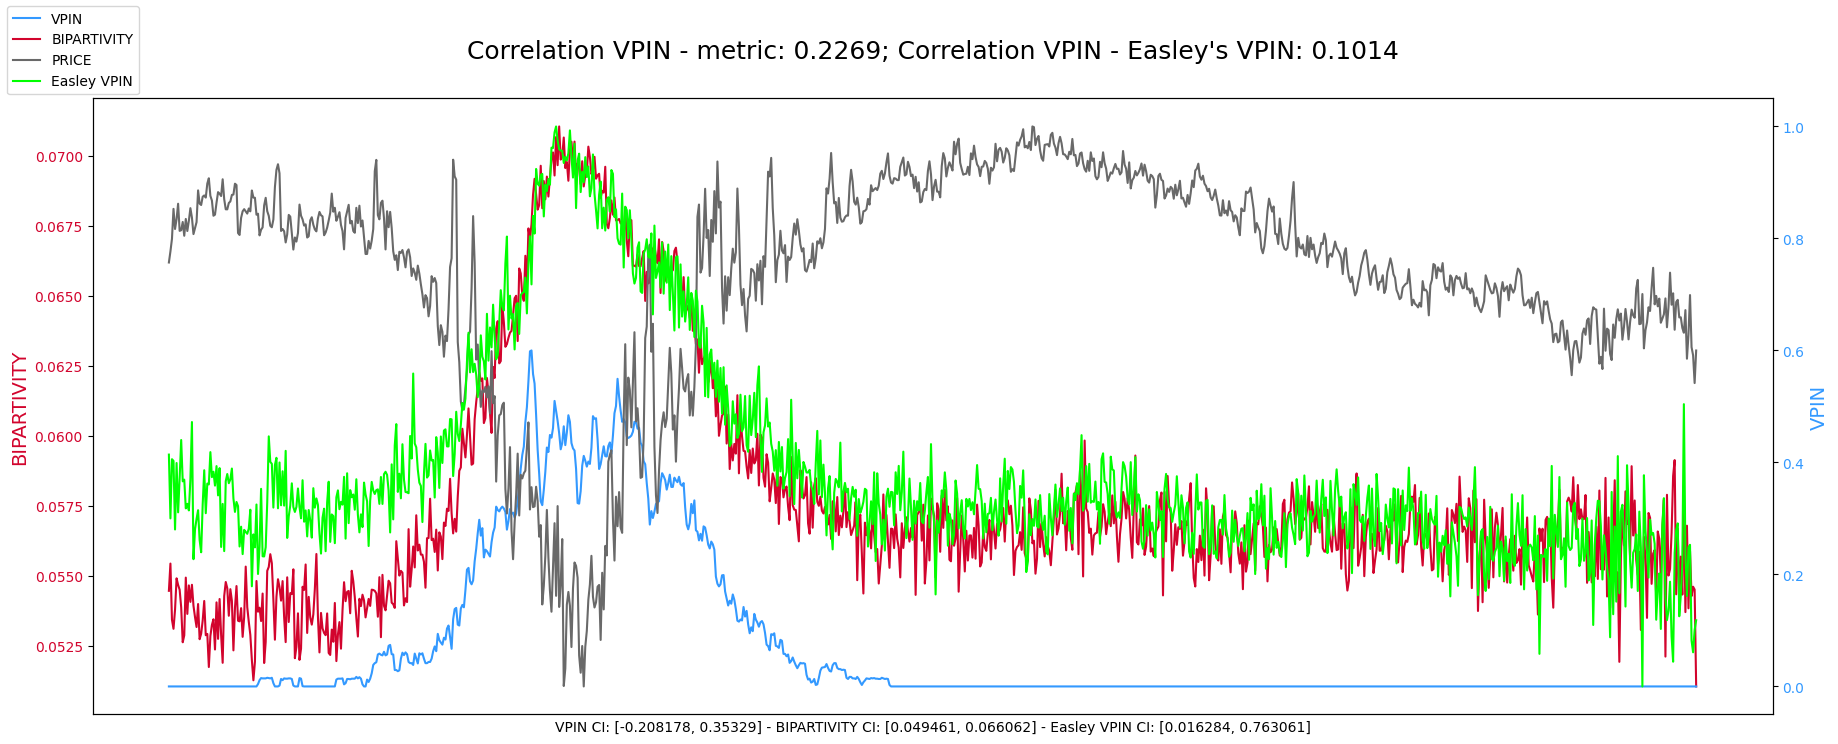 VPIN
BIPARTIVITY
PRICE
Easley VPIN
Correlation VPIN - metric: 0.2269; Correlation VPIN - Easley's VPIN: 0.1014
0.0700
0.0675
0.0650
0.0625
0.0600
0.0575
0.0550
0.0525
BIPARTIVITY
1.0
0.8
0.6
0.4
0.2
0.0
VPIN
VPIN CI: [-0.208178, 0.35329] - BIPARTIVITY CI: [0.049461, 0.066062] - Easley VPIN CI: [0.016284, 0.763061]